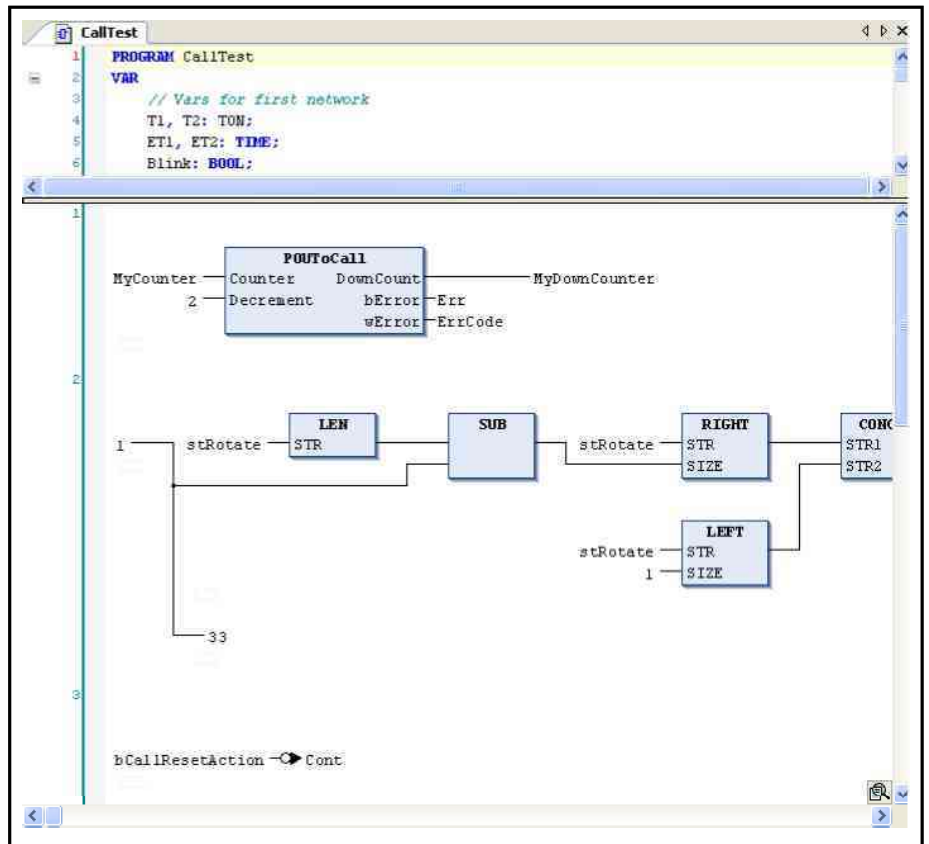 CallTest
1 PROGRAM CallTest
2 VAR
3 // Vars for first network
4 T1, T2: TON;
5 ET1, ET2: TIME;
6 Blink: BOOL;
1
POUToCall
MyCounter Counter DownCount MyDownCounter
2 Decrement bError Err
wError ErrCode
2
LEN SUB RIGHT CONC
1 stRotate STR stRotate STR STR1
SIZE STR2
LEFT
stRotate STR
1 SIZE
33
3
bCallResetAction Cont